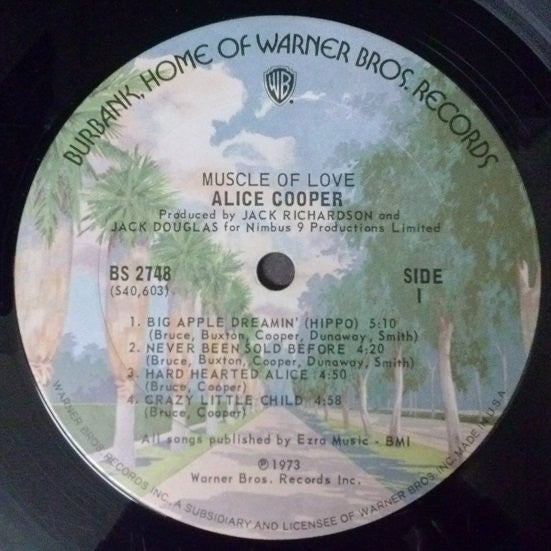 BURBANK, HOME OF WARNER BROS. RECORDS
WB
MUSCLE OF LOVE
ALICE COOPER
Produced by JACK RICHARDSON and
JACK DOUGLAS for Nimbus 9 Productions Limited
BS 2748
(S40,603)
SIDE
1
1. BIG APPLE DREAMIN' (HIPPO) 5:10
(Bruce, Buxton, Cooper, Dunaway, Smith)
2. NEVER BEEN SOLD BEFORE 4:20
(Bruce, Buxton, Cooper, Dunaway, Smith)
3. HARD HEARTED ALICE 4:50
(Bruce, Cooper)
4. CRAZY LITTLE CHILD 4:58
(Bruce, Cooper)
All songs published by Ezra Music - BMI
℗ 1973
Warner Bros. Records Inc.
WARNER BROS. RECORDS INC., A SUBSIDIARY AND LICENSEE OF WARNER BROS. INC. MADE IN U.S.A